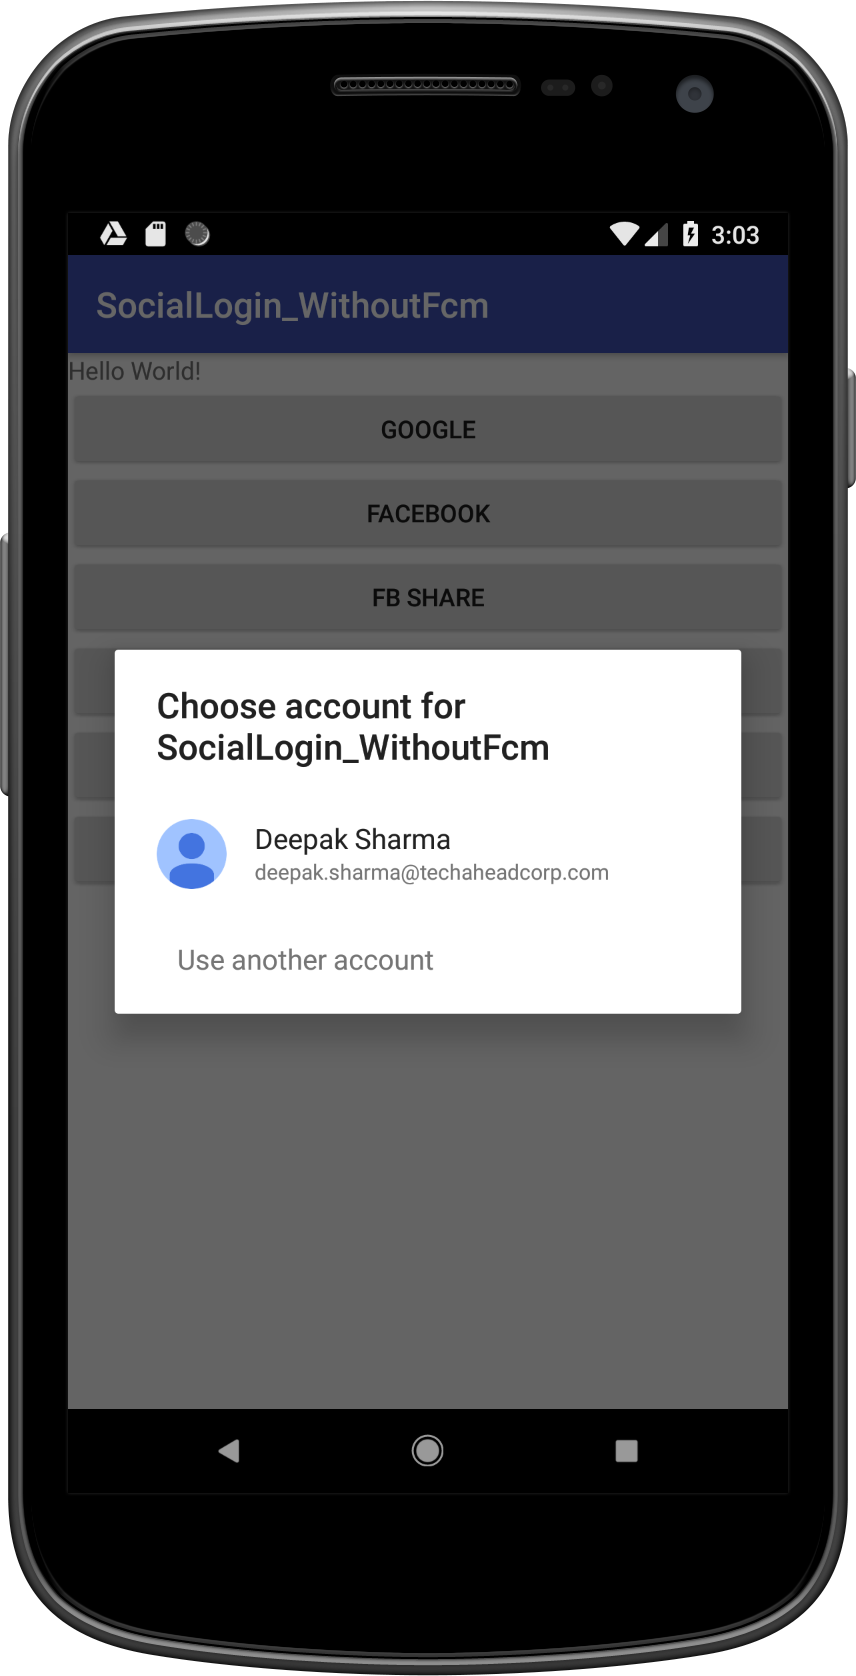 3:03
SocialLogin_WithoutFcm
Hello World!
GOOGLE
FACEBOOK
FB SHARE
Choose account for
SocialLogin_WithoutFcm
Deepak Sharma
deepak.sharma@techaheadcorp.com
Use another account